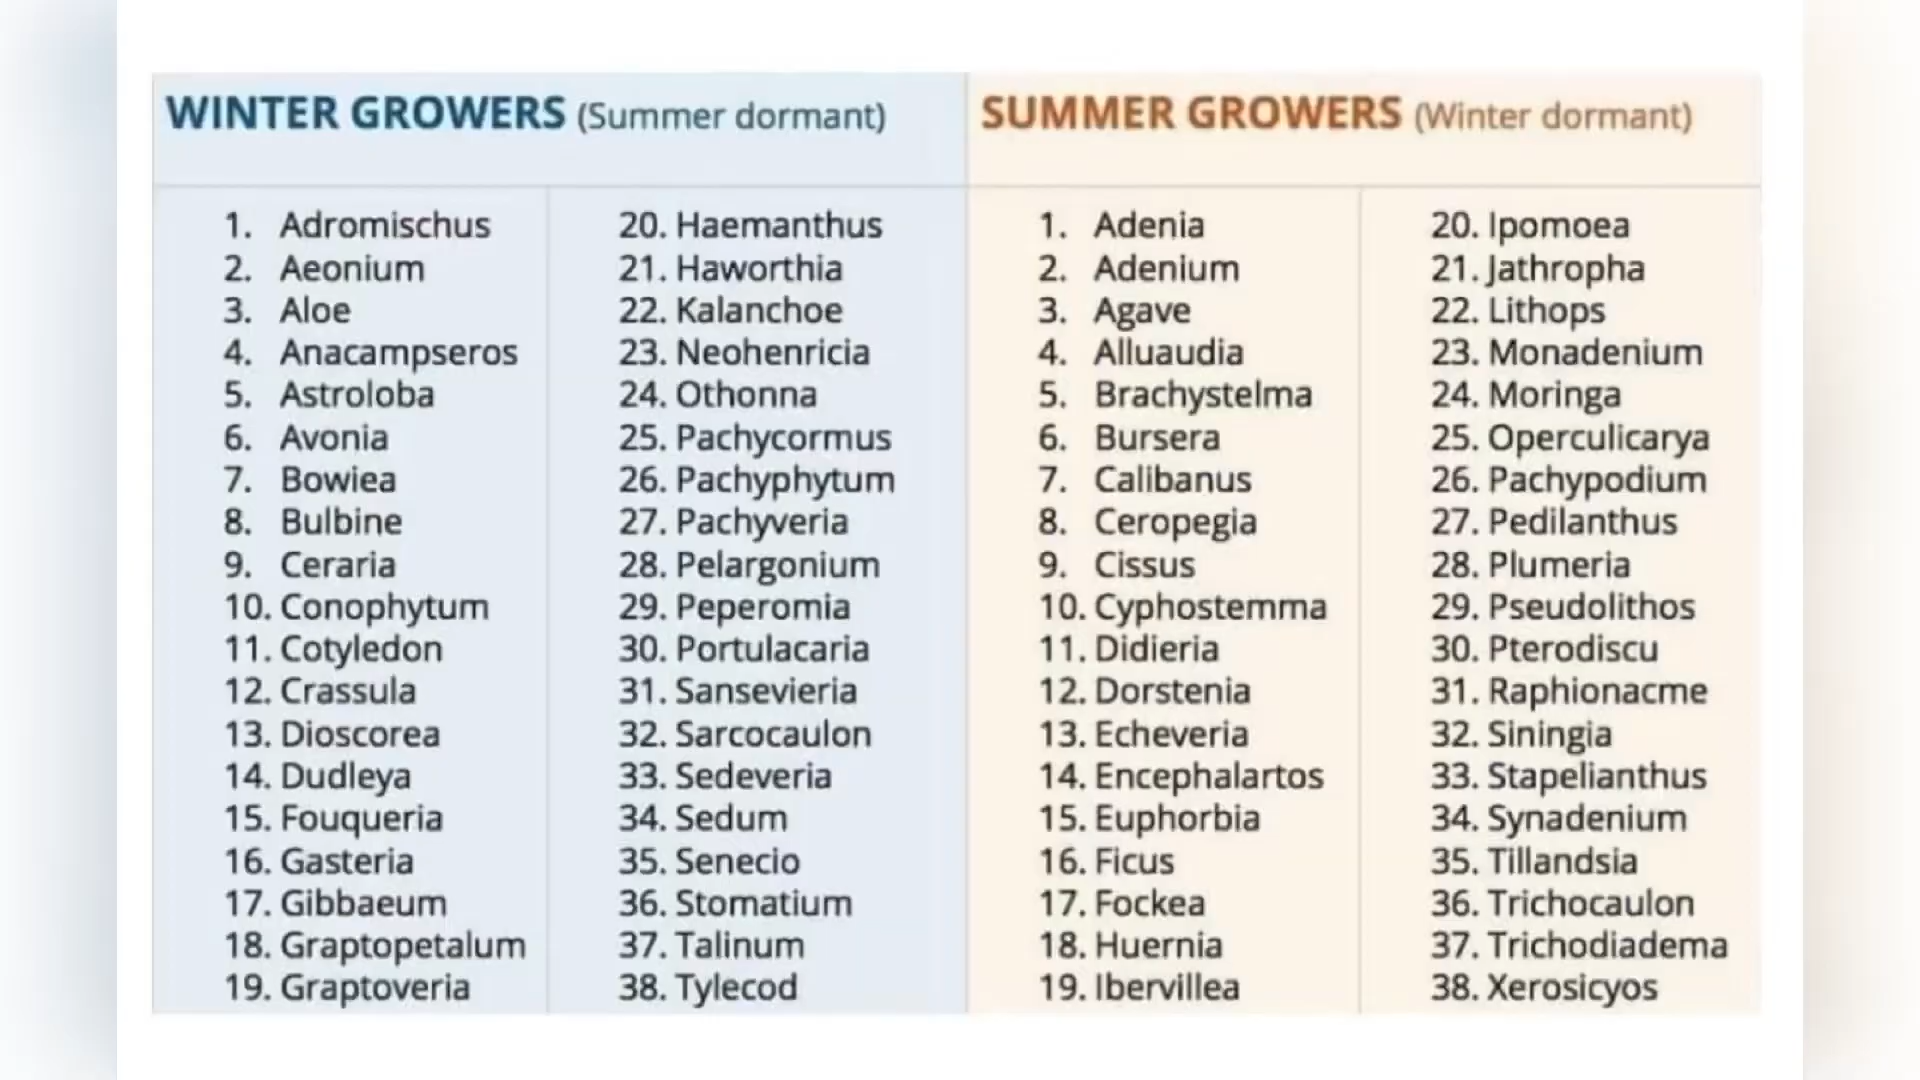 WINTER GROWERS (Summer dormant)
1. Adromischus
2. Aeonium
3. Aloe
4. Anacampseros
5. Astroloba
6. Avonia
7. Bowiea
8. Bulbine
9. Ceraria
10. Conophytum
11. Cotyledon
12. Crassula
13. Dioscorea
14. Dudleya
15. Fouqueria
16. Gasteria
17. Gibbaeum
18. Graptopetalum
19. Graptoveria
20. Haemanthus
21. Haworthia
22. Kalanchoe
23. Neohenricia
24. Othonna
25. Pachycormus
26. Pachyphytum
27. Pachyveria
28. Pelargonium
29. Peperomia
30. Portulacaria
31. Sansevieria
32. Sarcocaulon
33. Sedeveria
34. Sedum
35. Senecio
36. Stomatium
37. Talinum
38. Tylecod
SUMMER GROWERS (Winter dormant)
1. Adenia
2. Adenium
3. Agave
4. Alluaudia
5. Brachystelma
6. Bursera
7. Calibanus
8. Ceropegia
9. Cissus
10. Cyphostemma
11. Didieria
12. Dorstenia
13. Echeveria
14. Encephalartos
15. Euphorbia
16. Ficus
17. Fockea
18. Huernia
19. Ibervillea
20. Ipomoea
21. Jathropha
22. Lithops
23. Monadenium
24. Moringa
25. Operculicarya
26. Pachypodium
27. Pedilanthus
28. Plumeria
29. Pseudolithos
30. Pterodiscu
31. Raphionacme
32. Siningia
33. Stapelianthus
34. Synadenium
35. Tillandsia
36. Trichocaulon
37. Trichodiadema
38. Xerosicyos